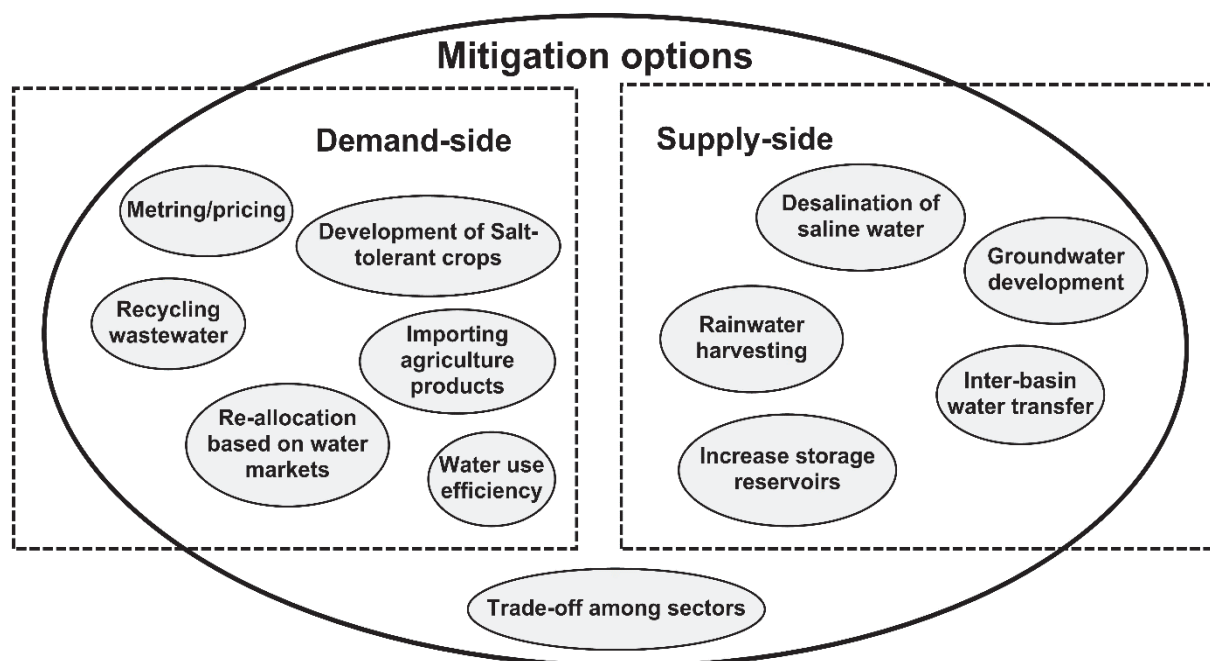 Mitigation options
Demand-side
Metring/pricing
Development of Salt-
tolerant crops
Recycling
wastewater
Importing
agriculture
products
Re-allocation
based on water
markets
Water use
efficiency
Supply-side
Desalination of
saline water
Groundwater
development
Rainwater
harvesting
Inter-basin
water transfer
Increase storage
reservoirs
Trade-off among sectors